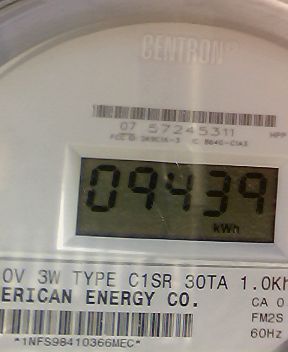 CENTRON®
07 57245311
09439
kWh
0V 3W TYPE C1SR 30TA 1.0Kh
ERICAN ENERGY CO.
CA 0
FM2S
60Hz
*1NFS98410366MEC*